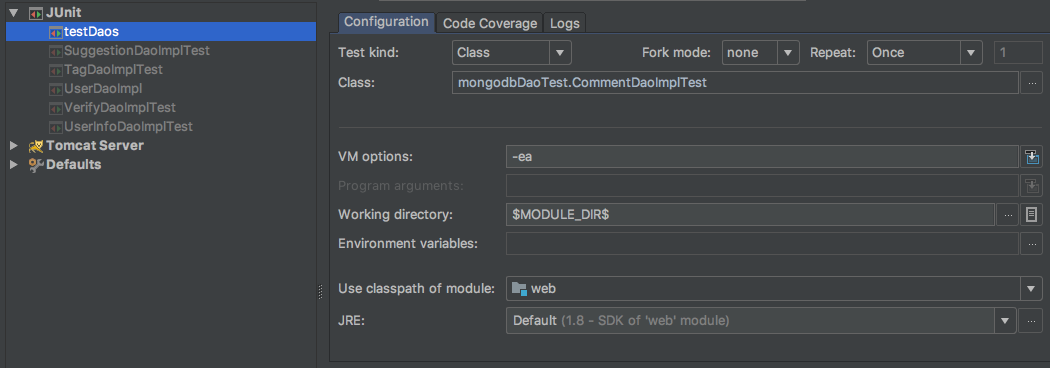 JUnit
testDaos
SuggestionDaoImplTest
TagDaoImplTest
UserDaoImpl
VerifyDaoImplTest
UserInfoDaoImplTest
Tomcat Server
Defaults
Configuration Code Coverage Logs
Test kind: Class Fork mode: none Repeat: Once 1
Class: mongodbDaoTest.CommentDaoImplTest ...
VM options: -ea
Program arguments:
Working directory: $MODULE_DIR$ ...
Environment variables: ...
Use classpath of module: web
JRE: Default (1.8 - SDK of 'web' module) ...